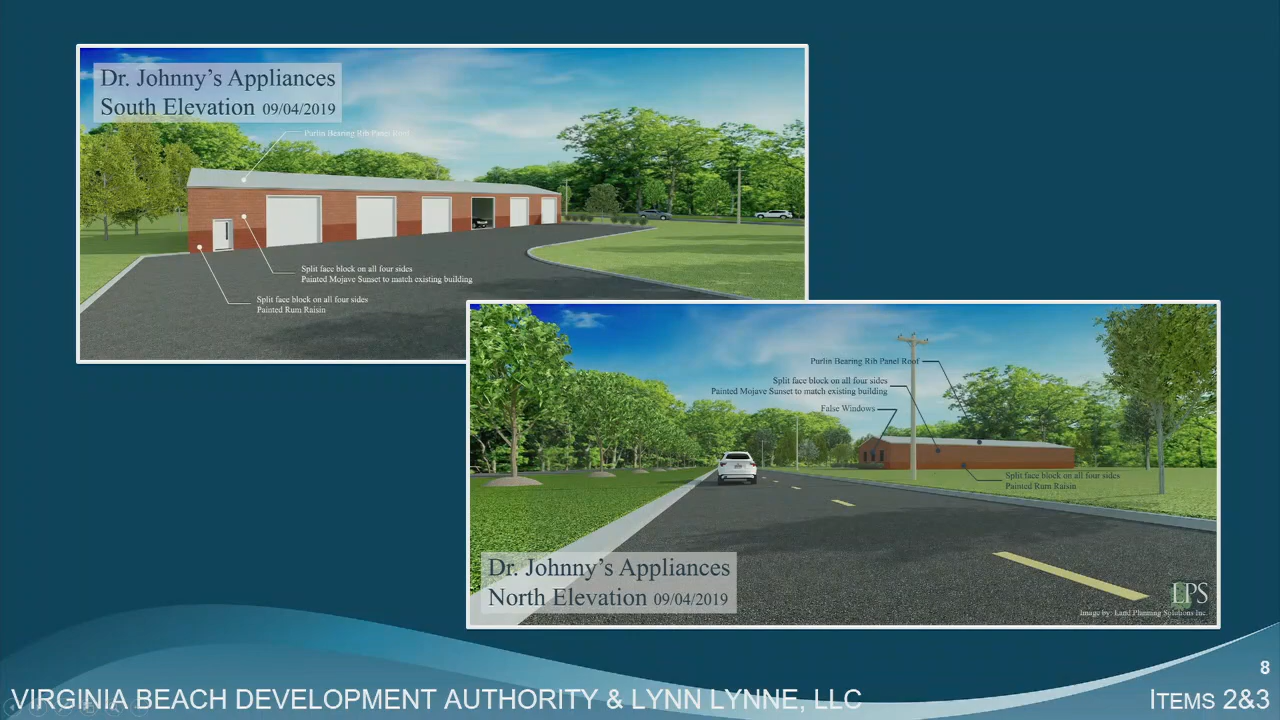 Dr. Johnny's Appliances
South Elevation 09/04/2019
Purlin Bearing Rib Panel Roof
Split face block on all four sides
Painted Mojave Sunset to match existing building
Split face block on all four sides
Painted Rum Raisin
Purlin Bearing Rib Panel Roof
Split face block on all four sides
Painted Mojave Sunset to match existing building
False Windows
Split face block on all four sides
Painted Rum Raisin
Dr. Johnny's Appliances
North Elevation 09/04/2019
LPS
Image by: Land Planning Solutions Inc.
8
VIRGINIA BEACH DEVELOPMENT AUTHORITY & LYNN LYNNE, LLC
ITEMS 2&3